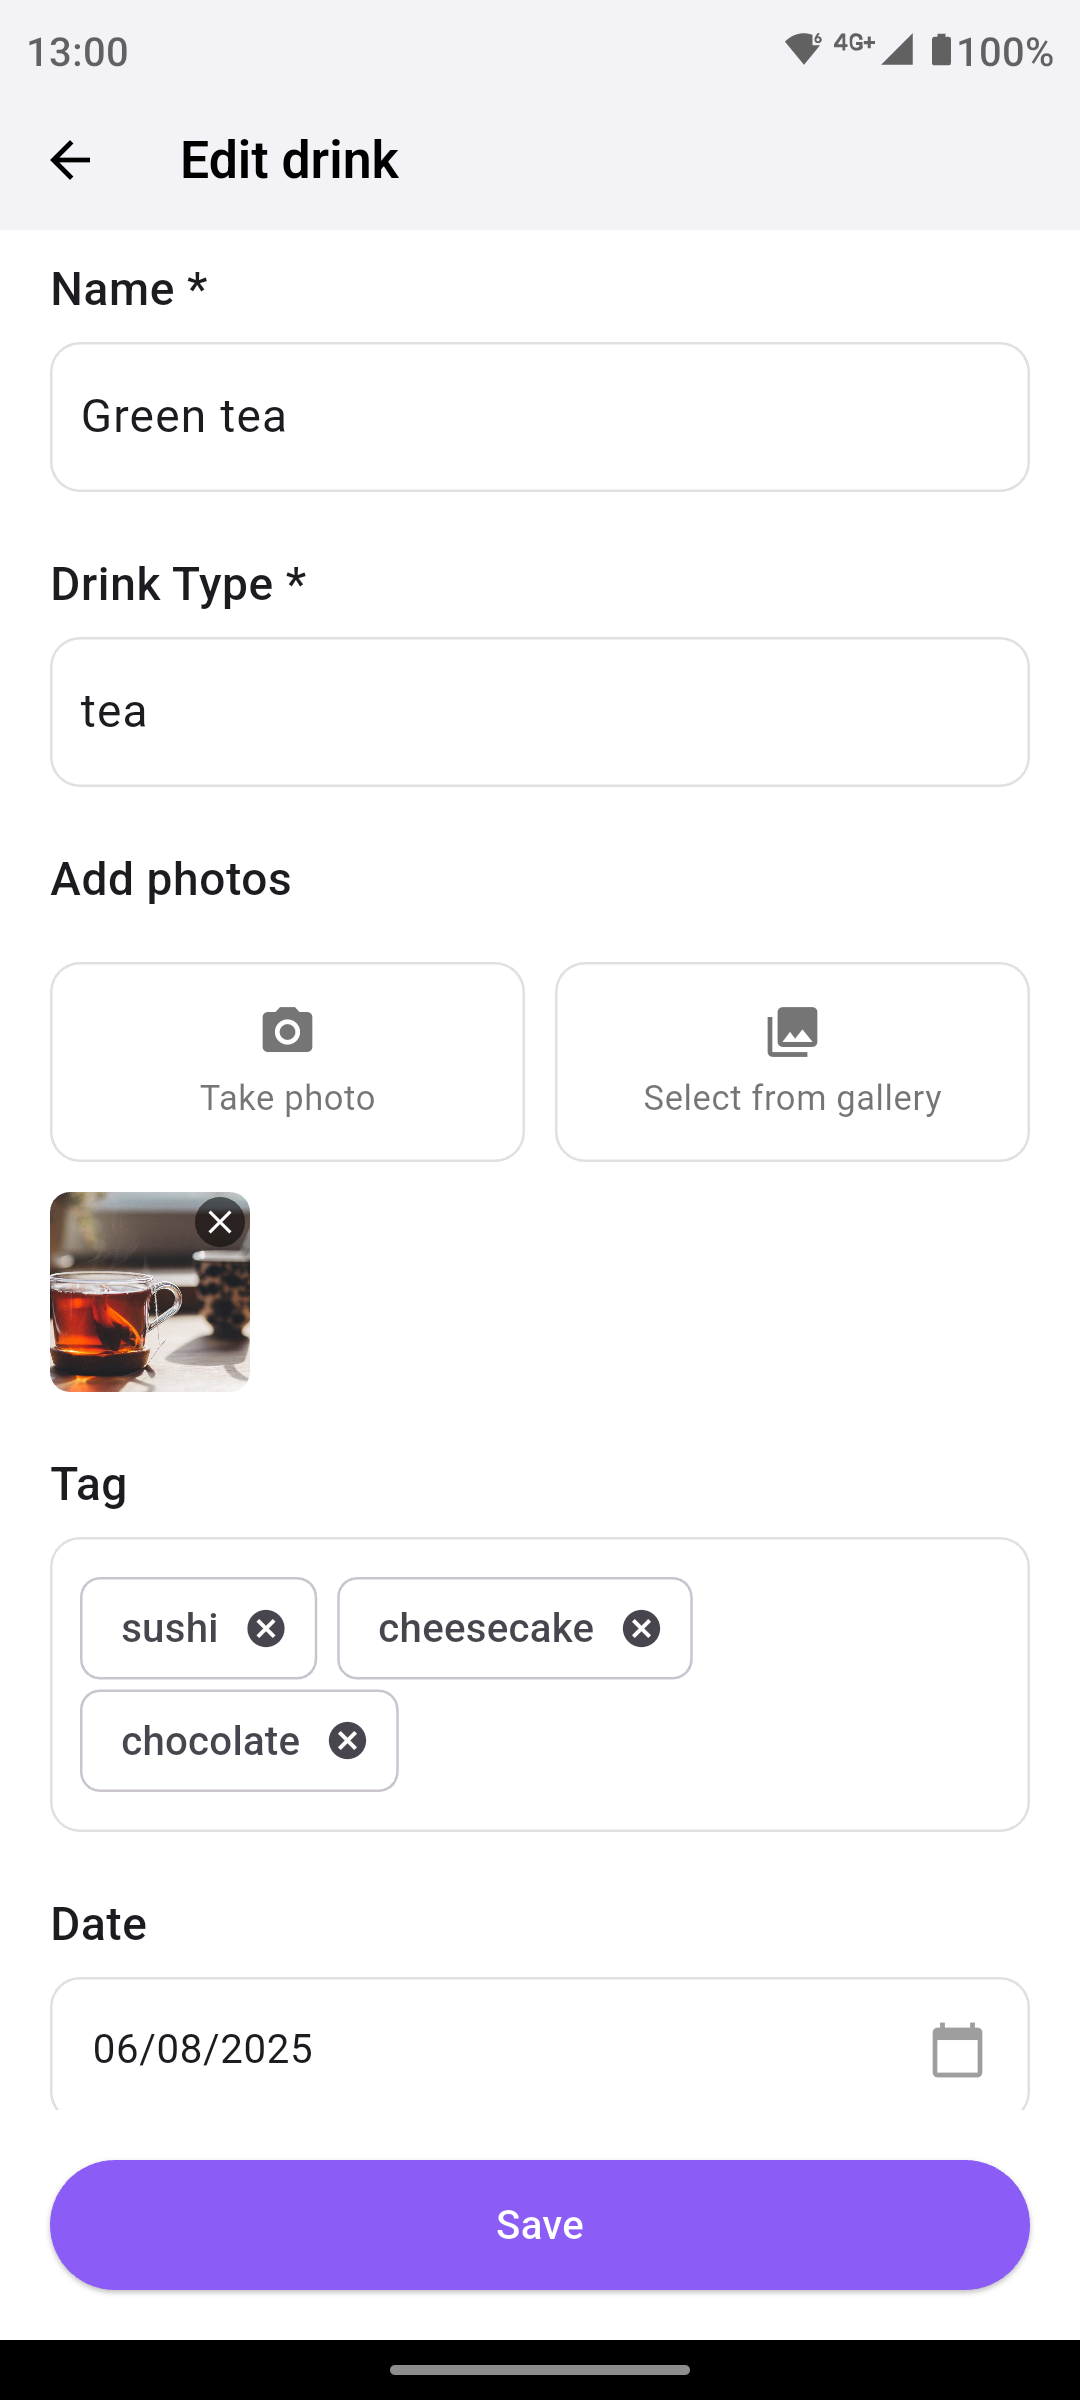 13:00 4G+ 100%
Edit drink
Name *
Green tea
Drink Type *
tea
Add photos
Take photo Select from gallery
Tag
sushi cheesecake
chocolate
Date
06/08/2025
Save